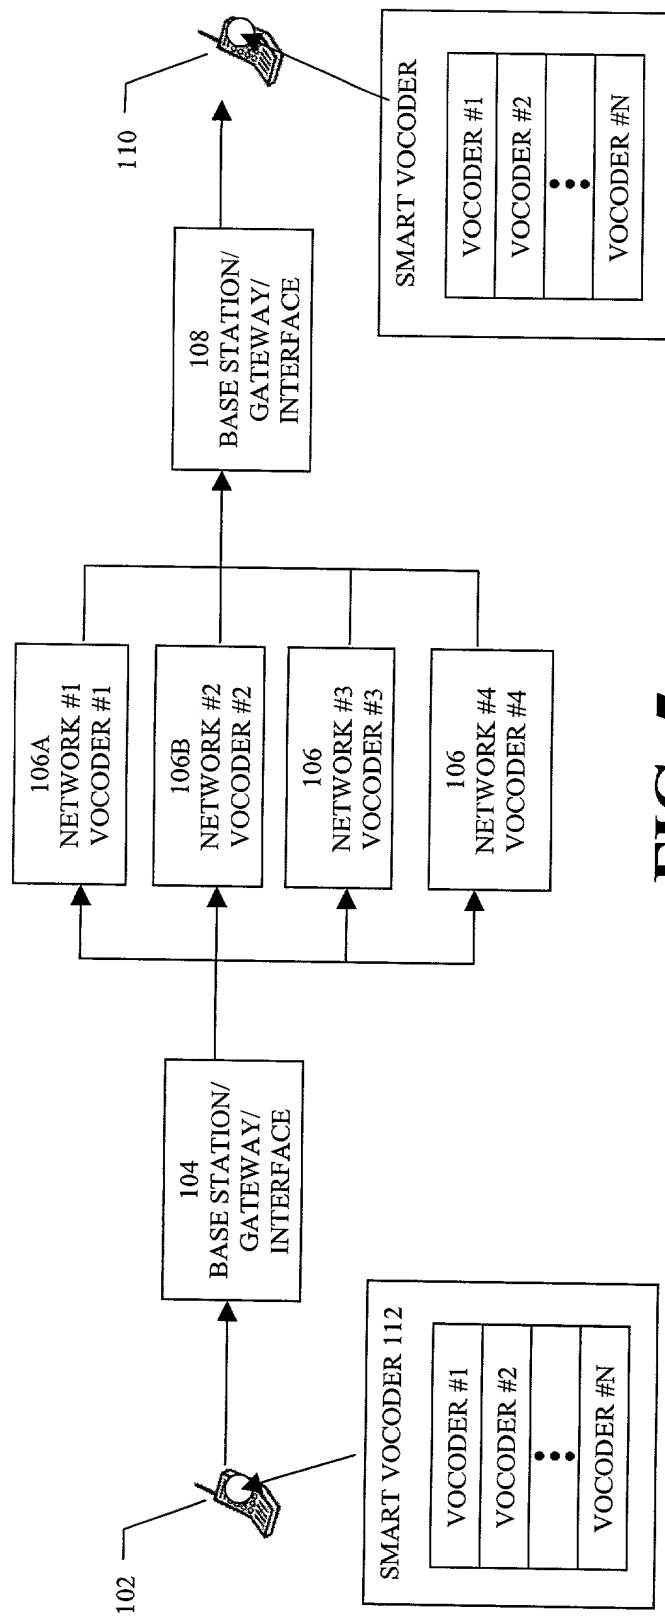 102
SMART VOCODER 112
VOCODER #1
VOCODER #2
VOCODER #N
104
BASE STATION/
GATEWAY/
INTERFACE
106A
NETWORK #1
VOCODER #1
106B
NETWORK #2
VOCODER #2
106
NETWORK #3
VOCODER #3
106
NETWORK #4
VOCODER #4
108
BASE STATION/
GATEWAY/
INTERFACE
110
SMART VOCODER
VOCODER #1
VOCODER #2
VOCODER #N
FIG.